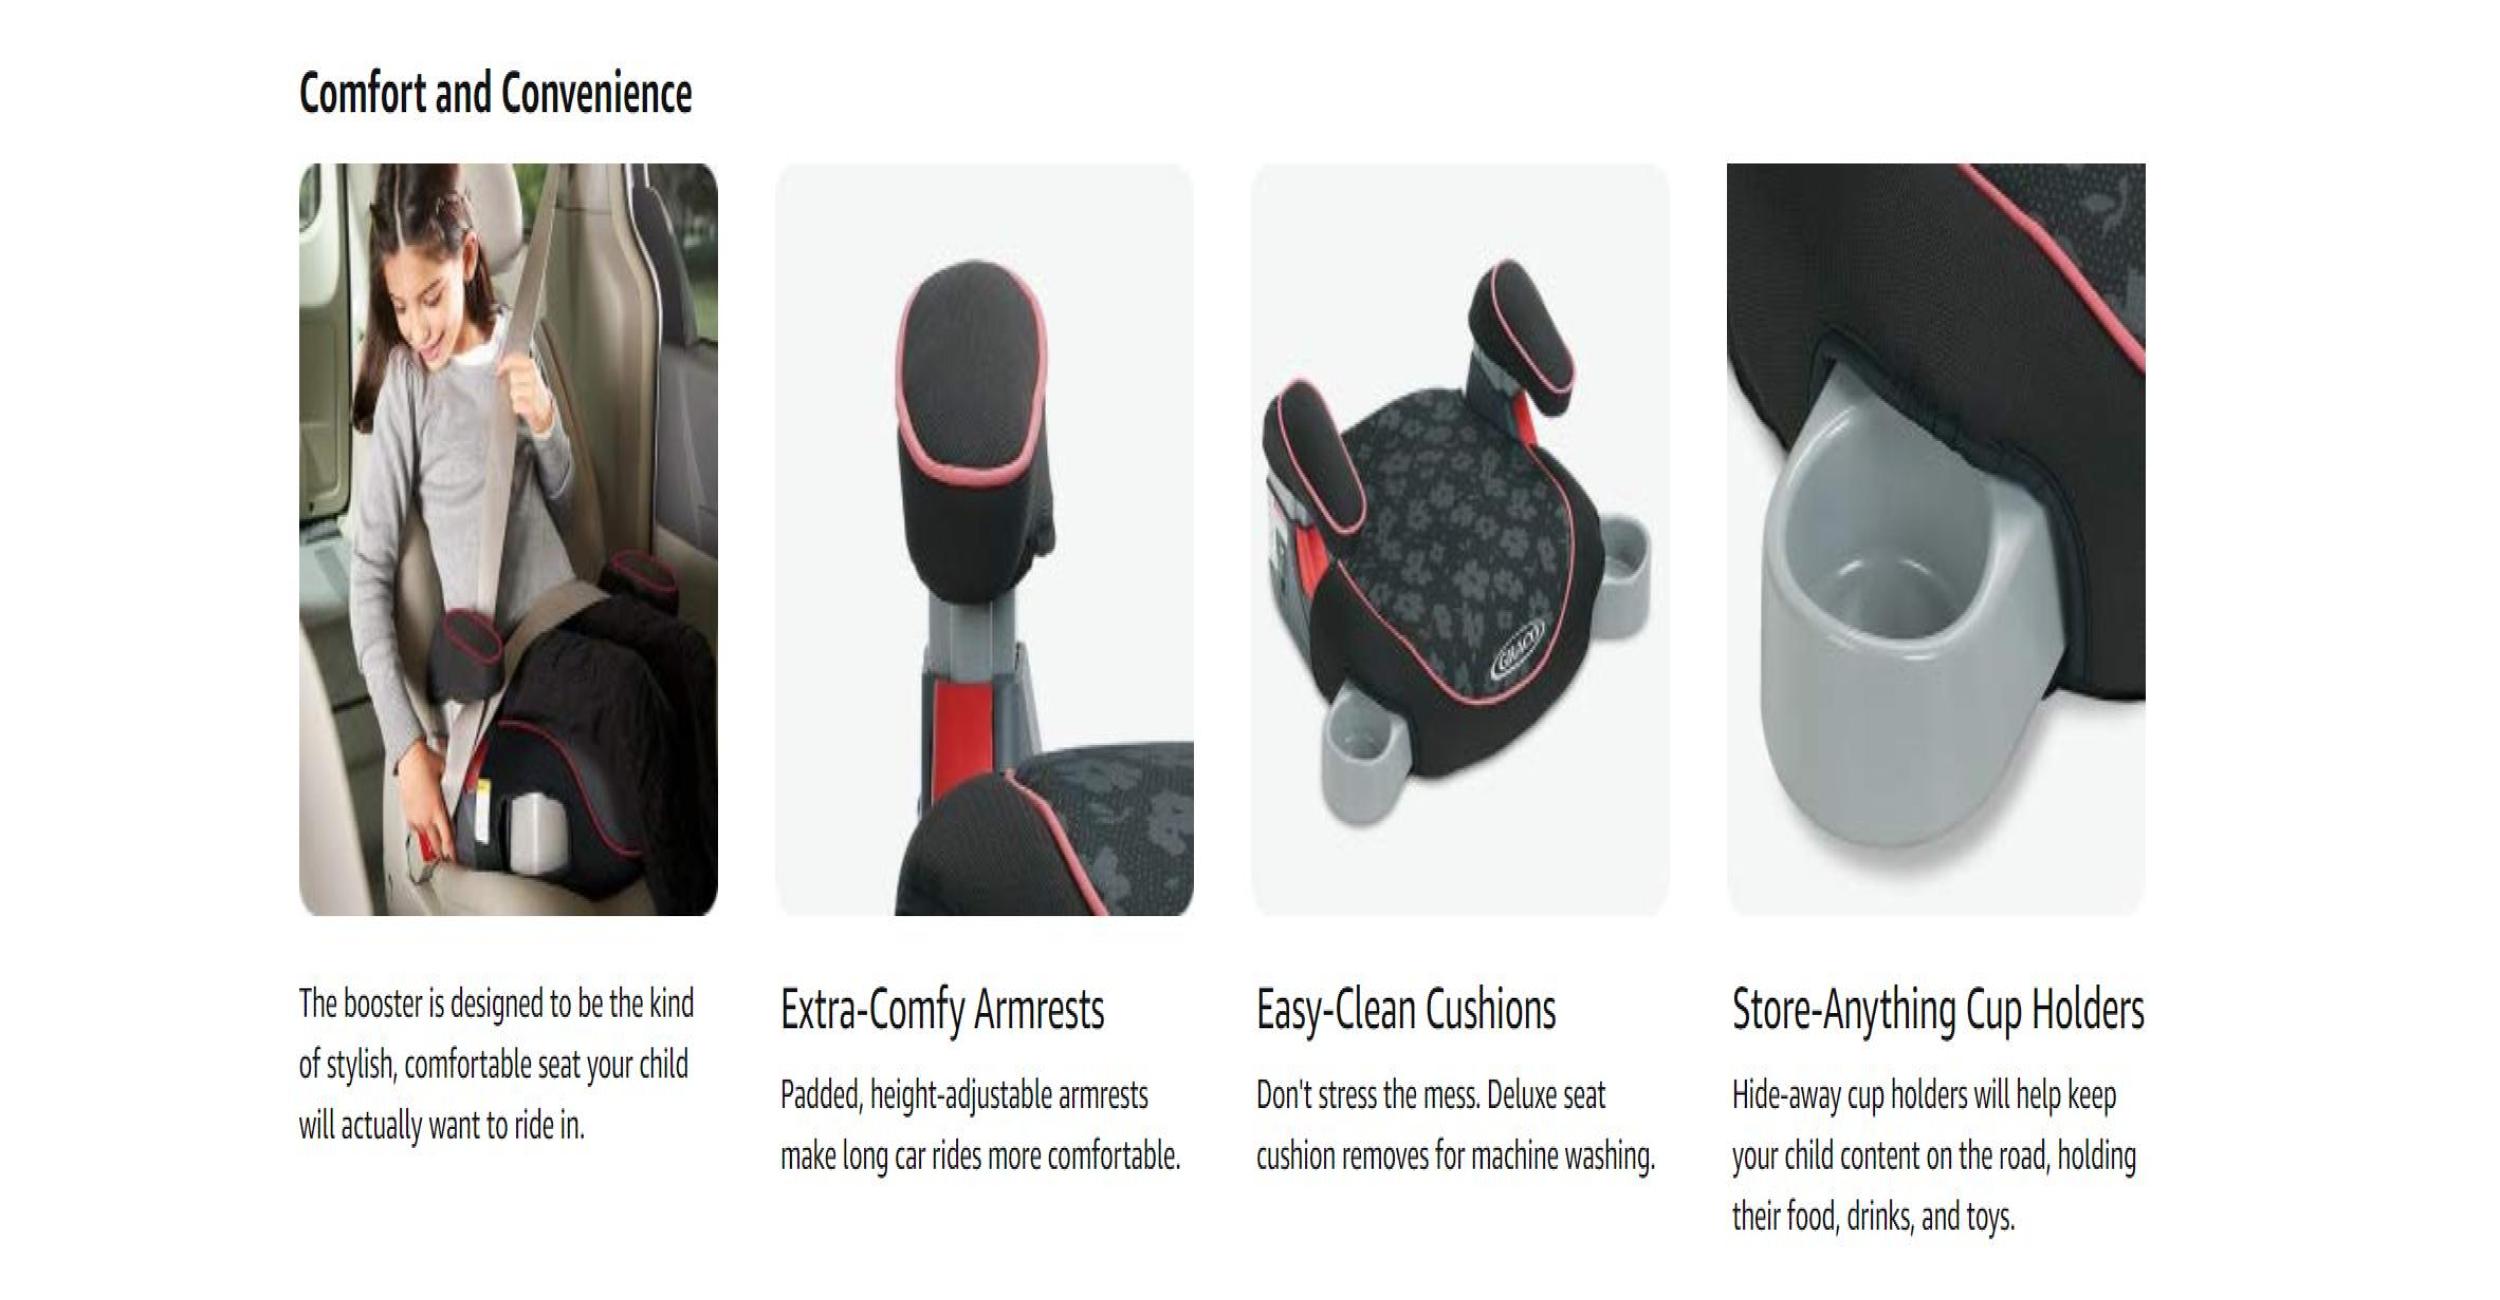 Comfort and Convenience
GRACO
The booster is designed to be the kind
of stylish, comfortable seat your child
will actually want to ride in.
Extra-Comfy Armrests
Padded, height-adjustable armrests
make long car rides more comfortable.
Easy-Clean Cushions
Don't stress the mess. Deluxe seat
cushion removes for machine washing.
Store-Anything Cup Holders
Hide-away cup holders will help keep
your child content on the road, holding
their food, drinks, and toys.